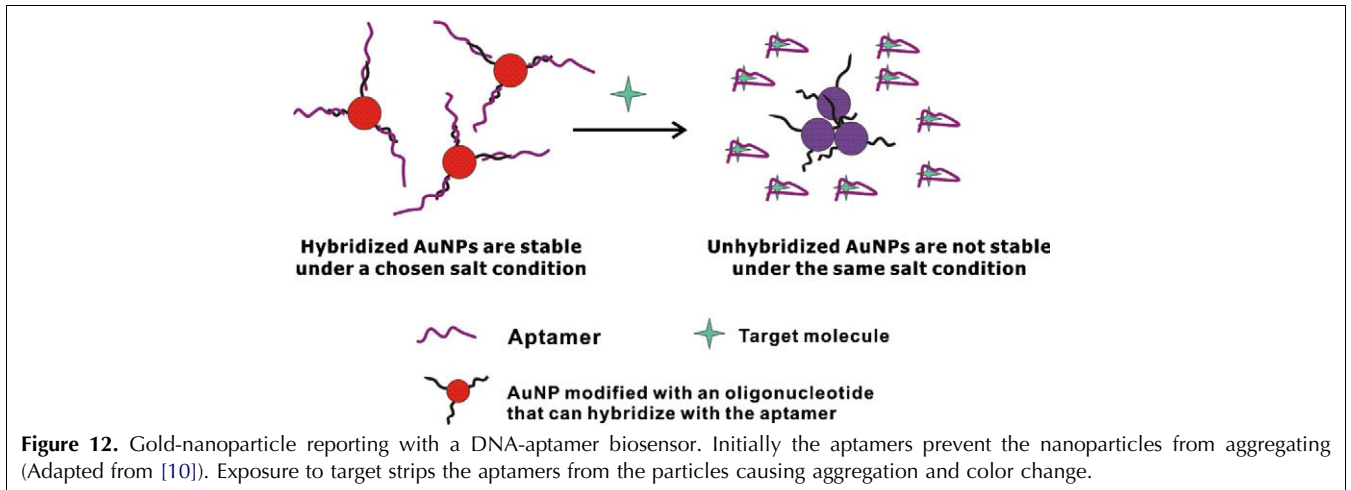 Hybridized AuNPs are stable
under a chosen salt condition
Unhybridized AuNPs are not stable
under the same salt condition
Aptamer
Target molecule
AuNP modified with an oligonucleotide
that can hybridize with the aptamer
Figure 12. Gold-nanoparticle reporting with a DNA-aptamer biosensor. Initially the aptamers prevent the nanoparticles from aggregating
(Adapted from [10]). Exposure to target strips the aptamers from the particles causing aggregation and color change.